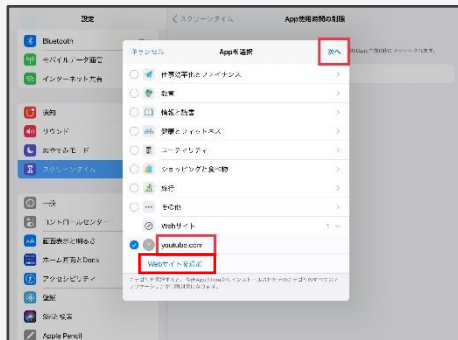 設定
スクリーンタイム
App使用時間の制限
Bluetooth
モバイルデータ通信
インターネット共有
通知
サウンド
おやすみモード
スクリーンタイム
一般
コントロールセンター
画面表示と明るさ
ホーム画面とDock
アクセシビリティ
壁紙
Siriと検索
Apple Pencil
キャンセル
Appを選択
次へ
仕事効率化とファイナンス
教育
情報と読書
健康とフィットネス
ユーティリティ
ショッピングと食べ物
旅行
その他
Webサイト
1
youtube.com
Webサイトを追加